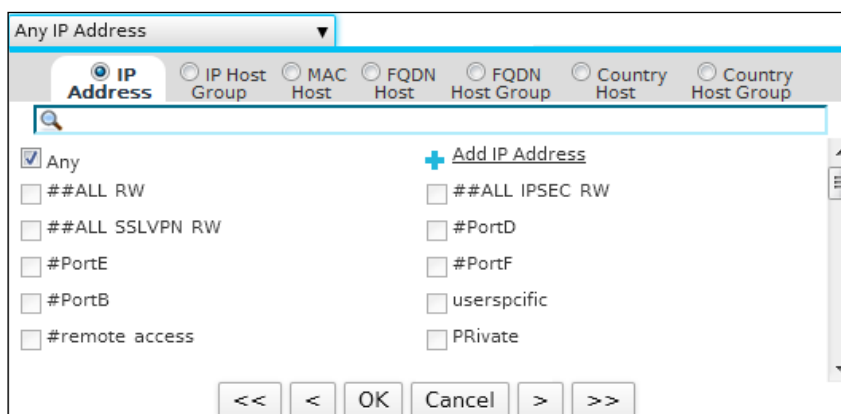 Any IP Address ▼
IP Address IP Host Group MAC Host FQDN Host FQDN Host Group Country Host Country Host Group
Any Add IP Address
##ALL RW ##ALL IPSEC RW
##ALL SSLVPN RW #PortD
#PortE #PortF
#PortB userspcific
#remote access PRivate
<< < OK Cancel > >>